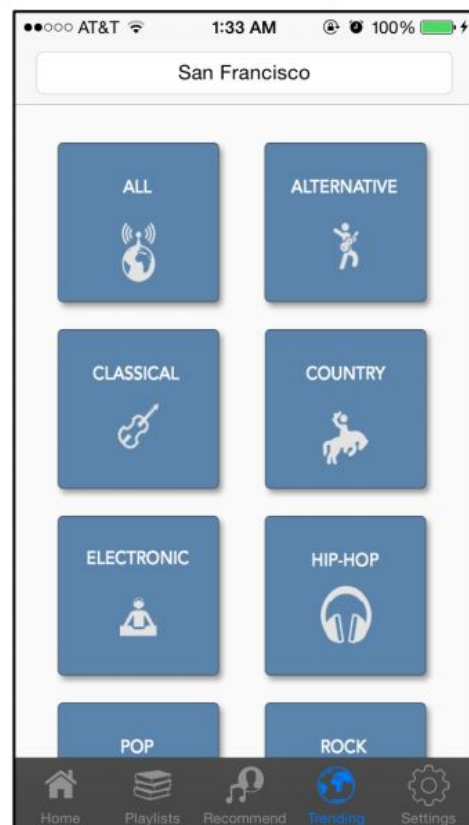 AT&T 1:33 AM 100%
San Francisco
ALL ALTERNATIVE
CLASSICAL COUNTRY
ELECTRONIC HIP-HOP
POP ROCK
Home Playlists Recommend Trending Settings